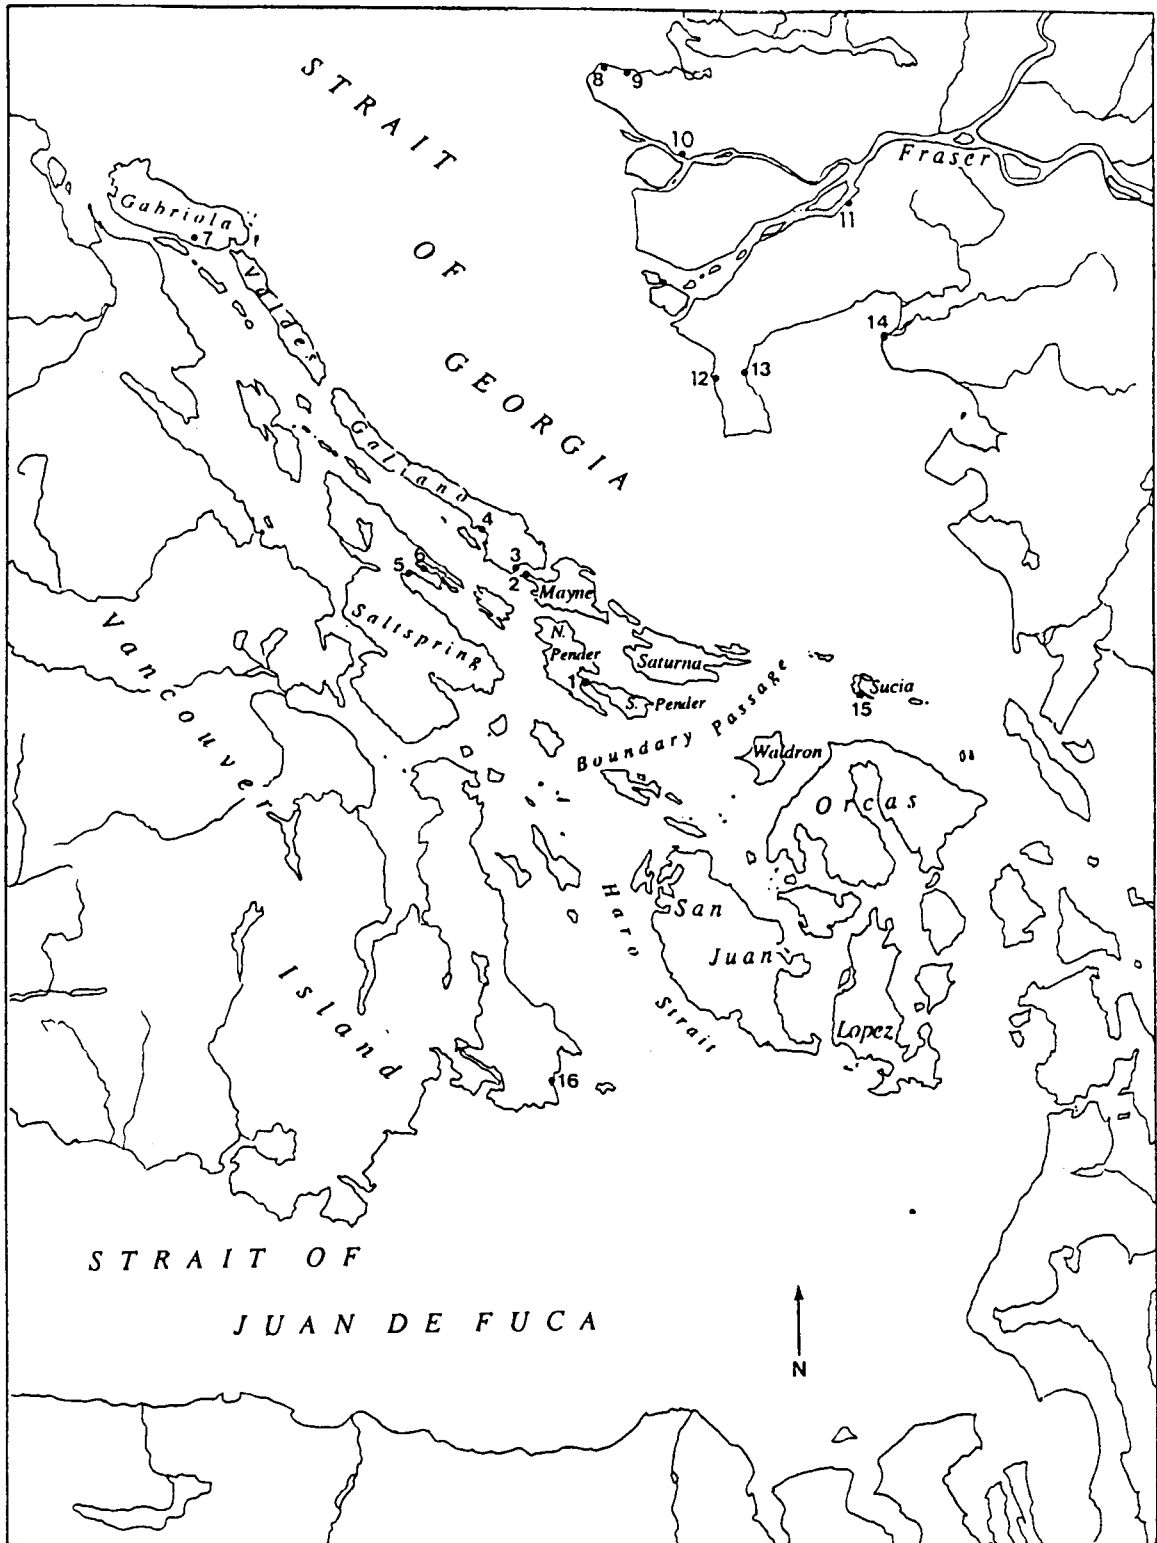 STRAIT
OF
GEORGIA
8
9
10
Fraser
11
Gabriola
7
Valdes
14
12
13
Galiano
4
3
2
6
5
Mayne
Saltspring
N.
Pender
Saturna
1
S. Pender
Sucia
15
Vancouver
Boundary Passage
Waldron
Orcas
San
Juan
Haro
Strait
Lopez
Island
16
STRAIT OF
JUAN DE FUCA
N